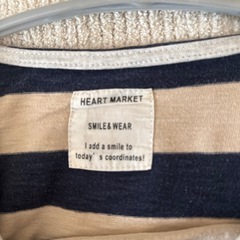 HEART MARKET
SMILE&WEAR
I add a smile to
today's coordinates!